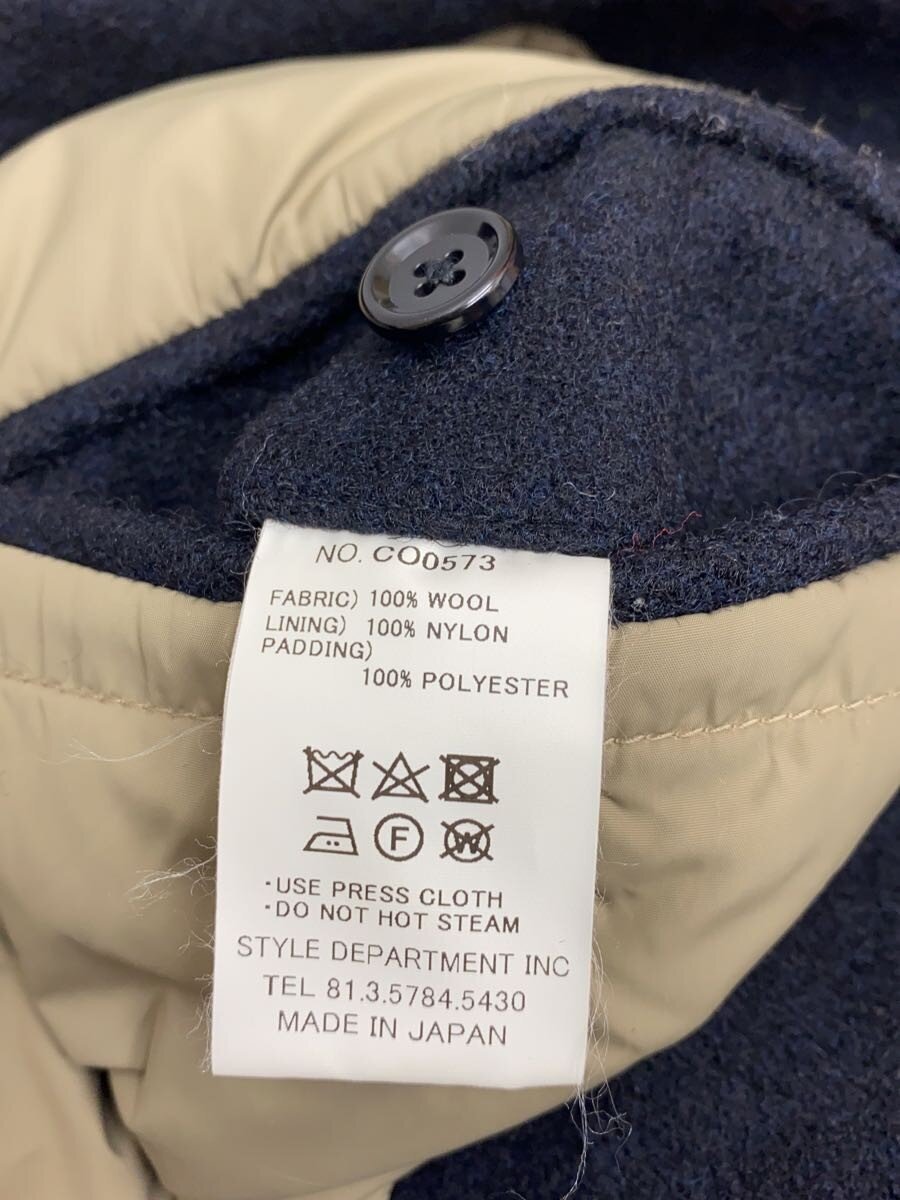 NO. CO0573
FABRIC) 100% WOOL
LINING) 100% NYLON
PADDING)
100% POLYESTER
F W
·USE PRESS CLOTH
·DO NOT HOT STEAM
STYLE DEPARTMENT INC
TEL 81.3.5784.5430
MADE IN JAPAN